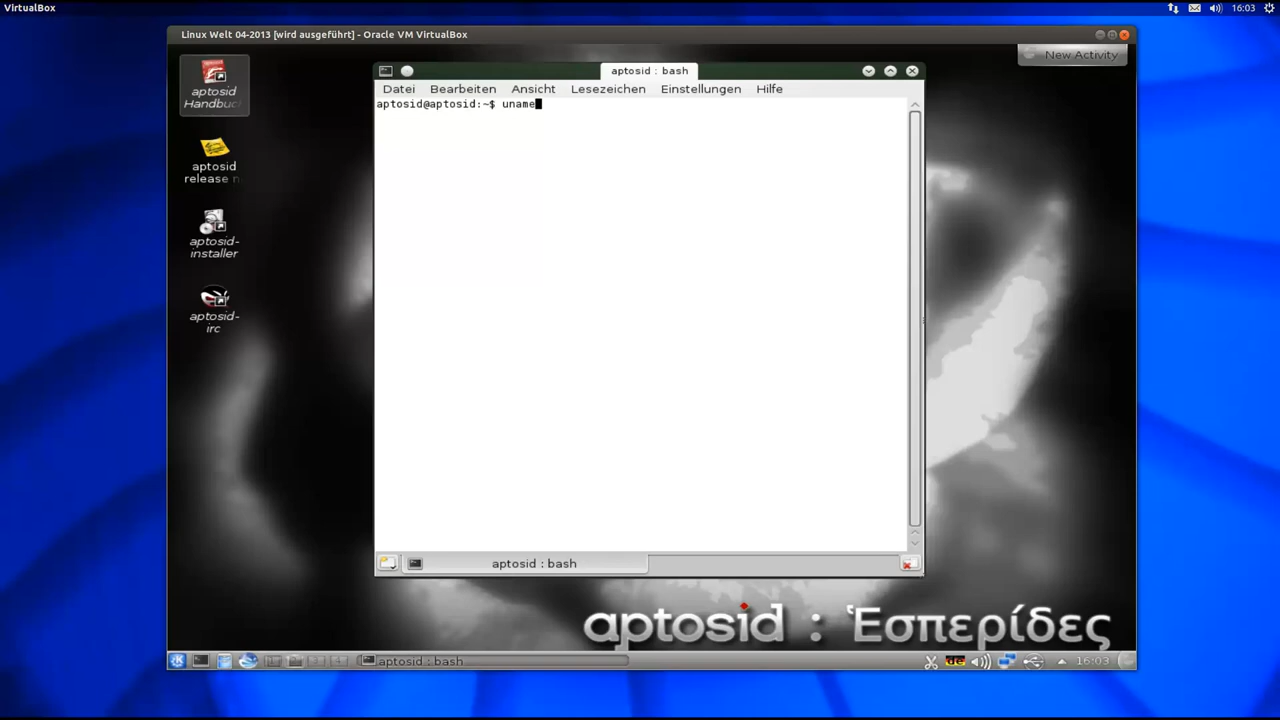 VirtualBox
16:03
Linux Welt 04-2013 [wird ausgeführt] - Oracle VM VirtualBox
New Activity
aptosid
Handbuc
aptosid
release n
aptosid-
installer
aptosid-
irc
aptosid : bash
Datei Bearbeiten Ansicht Lesezeichen Einstellungen Hilfe
aptosid@aptosid:~$ uname
aptosid : bash
aptosid : Ἑσπερίδες
aptosid : bash
de
16:03